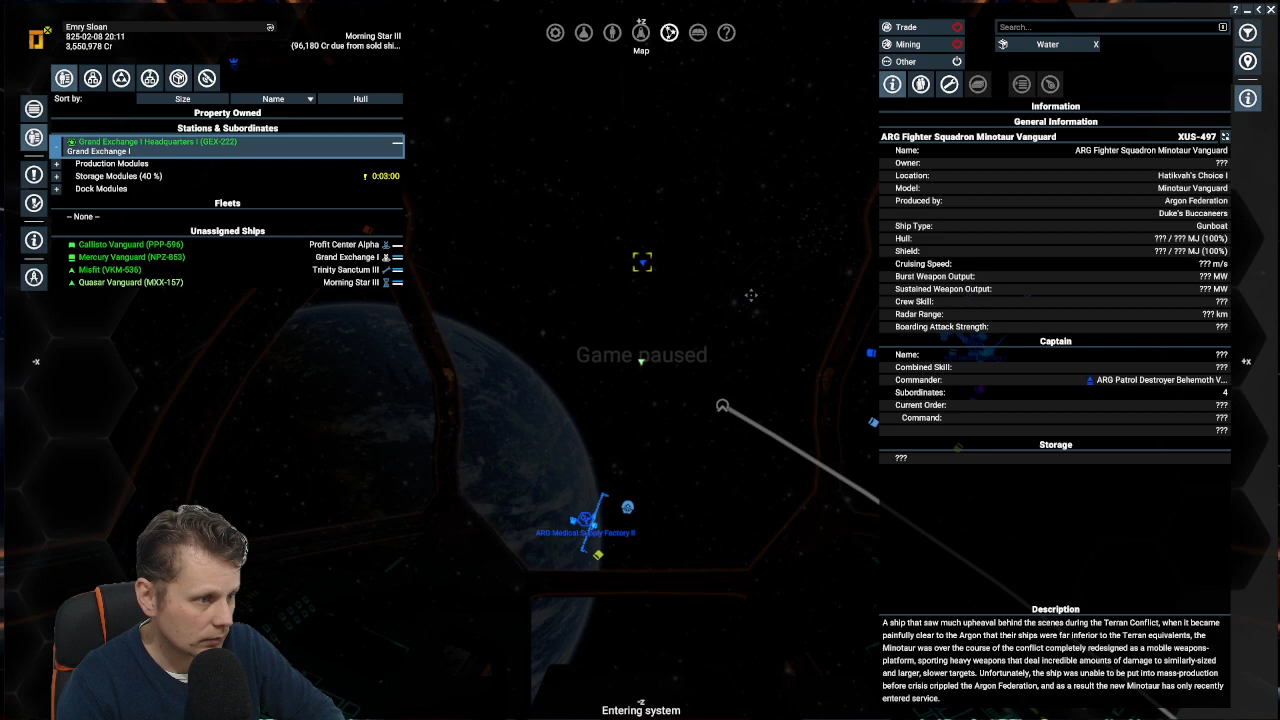 Emry Sloan
825-02-08 20:11
3,550,978 Cr
Morning Star III
(96,180 Cr due from sold shi...
Sort by:
Size
Name
Hull
Property Owned
Stations & Subordinates
Grand Exchange I Headquarters I (GEX-222)
Grand Exchange I
Production Modules
Storage Modules (40 %)
0:03:00
Dock Modules
Fleets
-- None --
Unassigned Ships
Callisto Vanguard (PPP-596)
Profit Center Alpha
Mercury Vanguard (NPZ-853)
Grand Exchange I
Misfit (VKM-536)
Trinity Sanctum III
Quasar Vanguard (MXX-157)
Morning Star III
+Z
Map
-X
Game paused
+X
ARG Medical Supply Factory II
-Z
Entering system
Trade
Mining
Other
Search...
Water
X
Information
General Information
ARG Fighter Squadron Minotaur Vanguard XUS-497
Name: ARG Fighter Squadron Minotaur Vanguard
Owner: ???
Location: Hatikvah's Choice I
Model: Minotaur Vanguard
Produced by: Argon Federation
Duke's Buccaneers
Ship Type: Gunboat
Hull: ??? / ??? MJ (100%)
Shield: ??? / ??? MJ (100%)
Cruising Speed: ??? m/s
Burst Weapon Output: ??? MW
Sustained Weapon Output: ??? MW
Crew Skill: ???
Radar Range: ??? km
Boarding Attack Strength: ???
Captain
Name: ???
Combined Skill: ???
Commander: ARG Patrol Destroyer Behemoth V...
Subordinates: 4
Current Order: ???
Command: ???
???
Storage
???
Description
A ship that saw much upheaval behind the scenes during the Terran Conflict, when it became
painfully clear to the Argon that their ships were far inferior to the Terran equivalents, the
Minotaur was over the course of the conflict completely redesigned as a mobile weapons-
platform, sporting heavy weapons that deal incredible amounts of damage to similarly-sized
and larger, slower targets. Unfortunately, the ship was unable to be put into mass-production
before crisis crippled the Argon Federation, and as a result the new Minotaur has only recently
entered service.